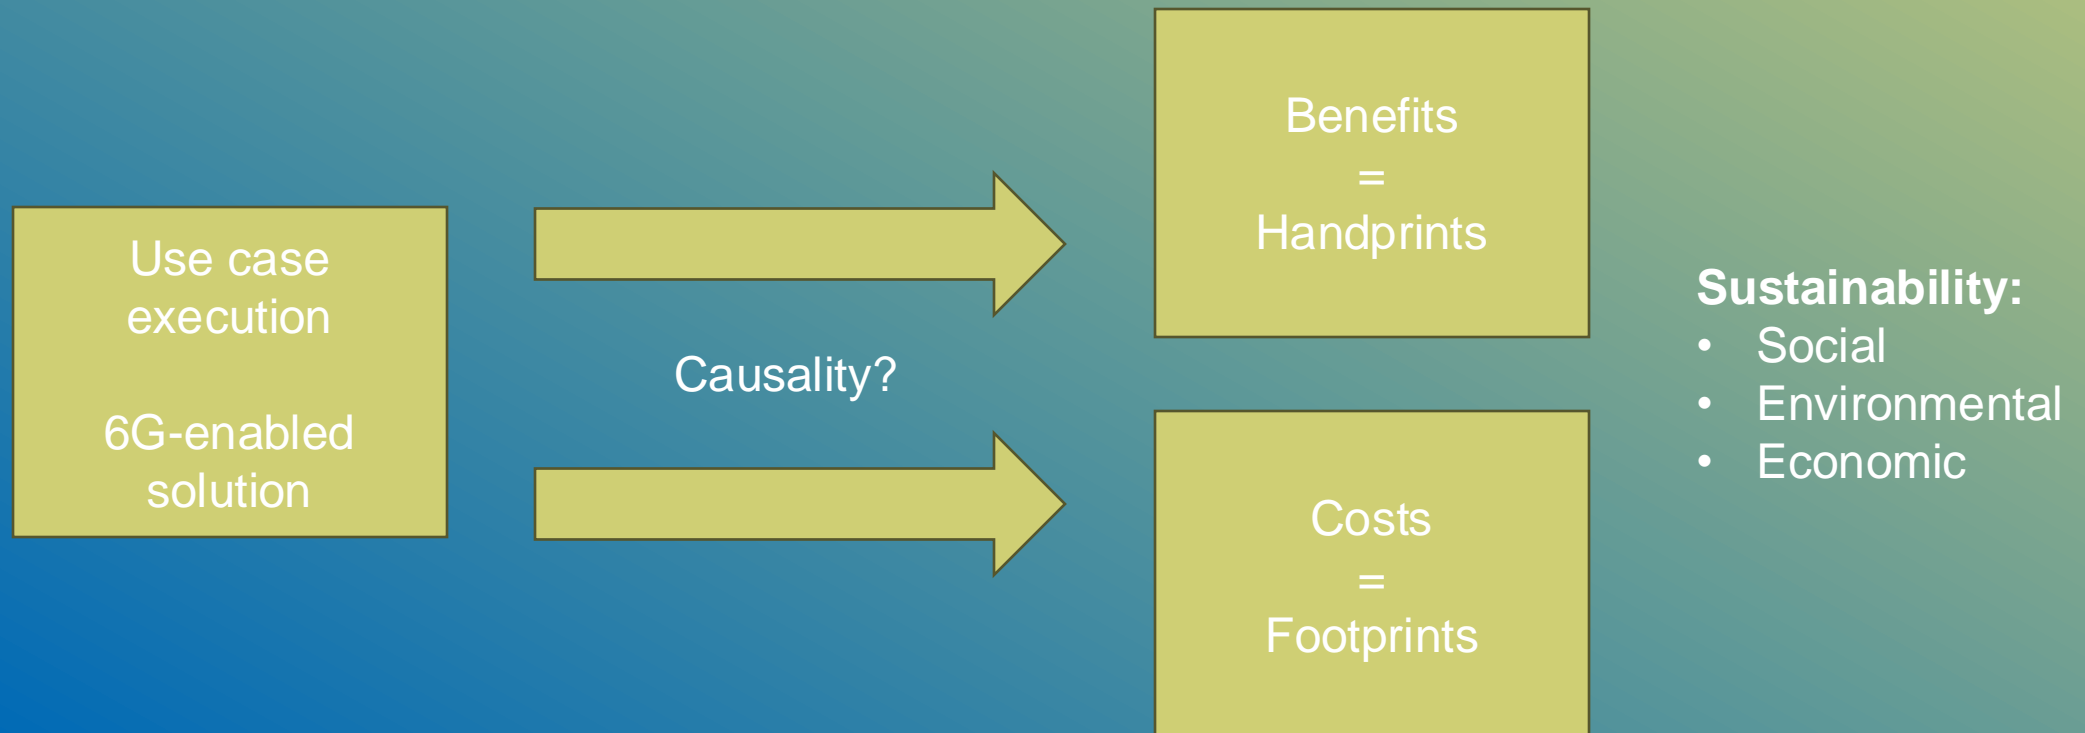 Use case
execution
6G-enabled
solution
Causality?
Benefits
=
Handprints
Costs
=
Footprints
Sustainability:
• Social
• Environmental
• Economic